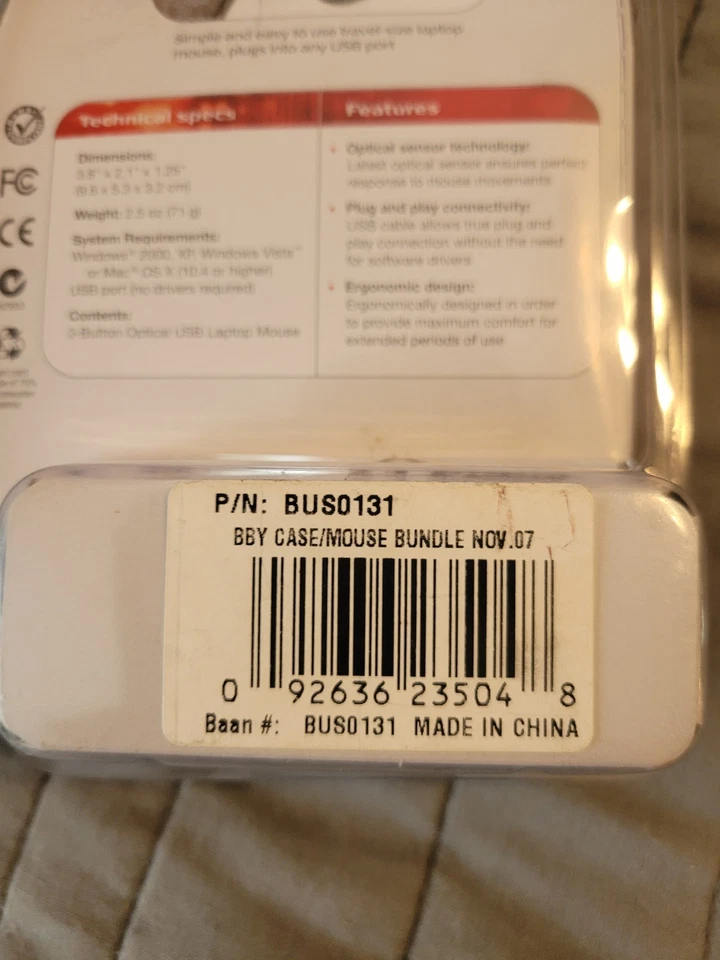 Simple and easy to use travel size laptop
mouse, plugs into any USB port
Technical specs
Dimensions:
3.8" x 2.1" x 1.25"
(9.6 x 5.3 x 3.2 cm)
Weight: 2.5 oz (71 g)
System Requirements:
Windows® 2000, XP, Windows Vista™
or Mac® OS X (10.4 or higher)
USB port (no drivers required)
Contents:
3-Button Optical USB Laptop Mouse
Features
• Optical sensor technology:
Latest optical sensor ensures perfect
response to mouse movements
• Plug and play connectivity:
USB cable allows true plug and
play connection without the need
for software drivers
• Ergonomic design:
Ergonomically designed in order
to provide maximum comfort for
extended periods of use
FC
CE
P/N: BUS0131
BBY CASE/MOUSE BUNDLE NOV.07
0 92636 23504 8
Baan #: BUS0131 MADE IN CHINA